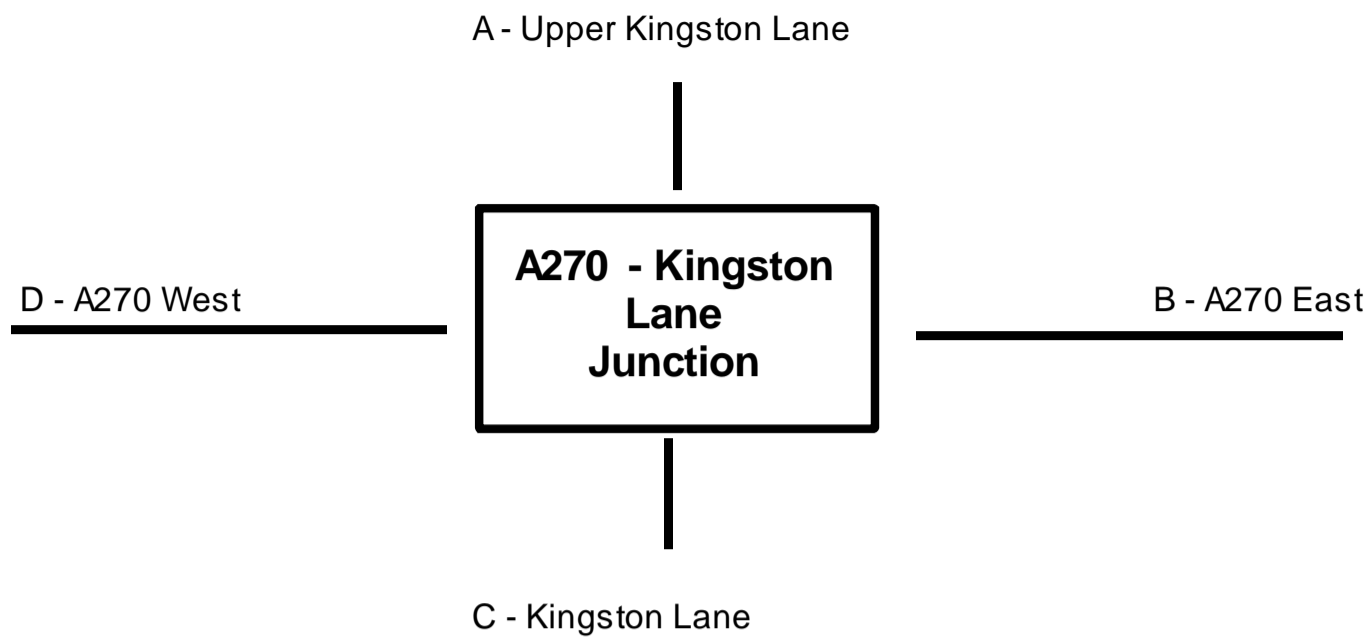 A - Upper Kingston Lane
A270 - Kingston
Lane
Junction
D - A270 West
B - A270 East
C - Kingston Lane